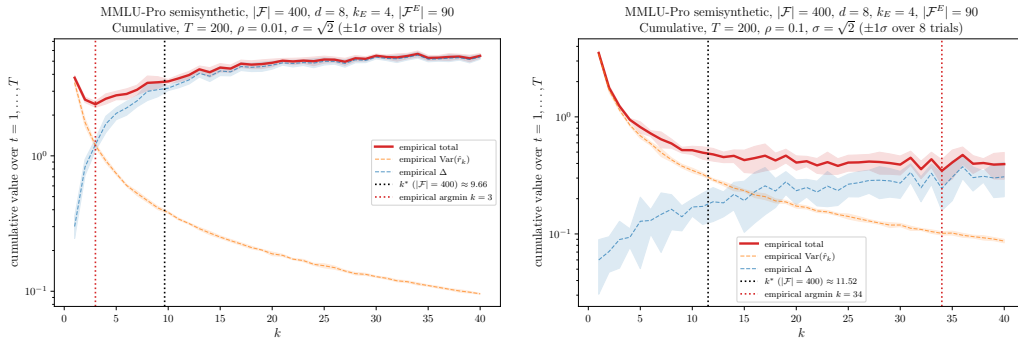 MMLU-Pro semisynthetic, |ℱ| = 400, d = 8, k_E = 4, |ℱ^E| = 90
Cumulative, T = 200, ρ = 0.01, σ = √2 (±1σ over 8 trials)
cumulative value over t = 1, . . . , T
10^0
10^−1
empirical total
empirical Var(r̂_k)
empirical Δ
k* (|ℱ| = 400) ≈ 9.66
empirical argmin k = 3
0 5 10 15 20 25 30 35 40
k
MMLU-Pro semisynthetic, |ℱ| = 400, d = 8, k_E = 4, |ℱ^E| = 90
Cumulative, T = 200, ρ = 0.1, σ = √2 (±1σ over 8 trials)
cumulative value over t = 1, . . . , T
10^0
10^−1
empirical total
empirical Var(r̂_k)
empirical Δ
k* (|ℱ| = 400) ≈ 11.52
empirical argmin k = 34
0 5 10 15 20 25 30 35 40
k